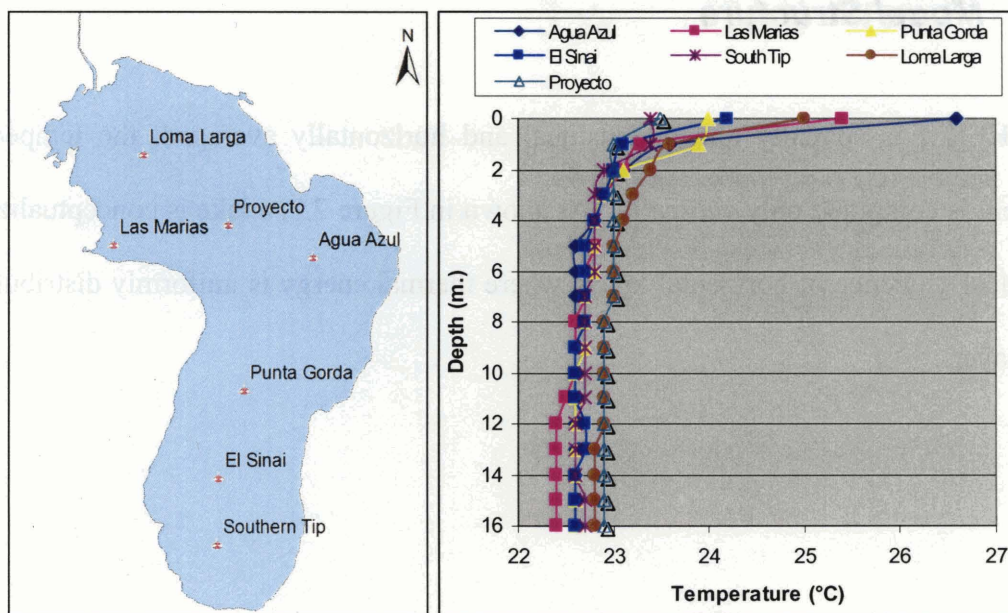 N
Loma Larga
Proyecto
Las Marias
Agua Azul
Punta Gorda
El Sinai
Southern Tip
Agua Azul
Las Marias
Punta Gorda
El Sinai
South Tip
Loma Larga
Proyecto
0
2
4
6
8
10
12
14
16
Depth (m.)
22
23
24
25
26
27
Temperature (°C)